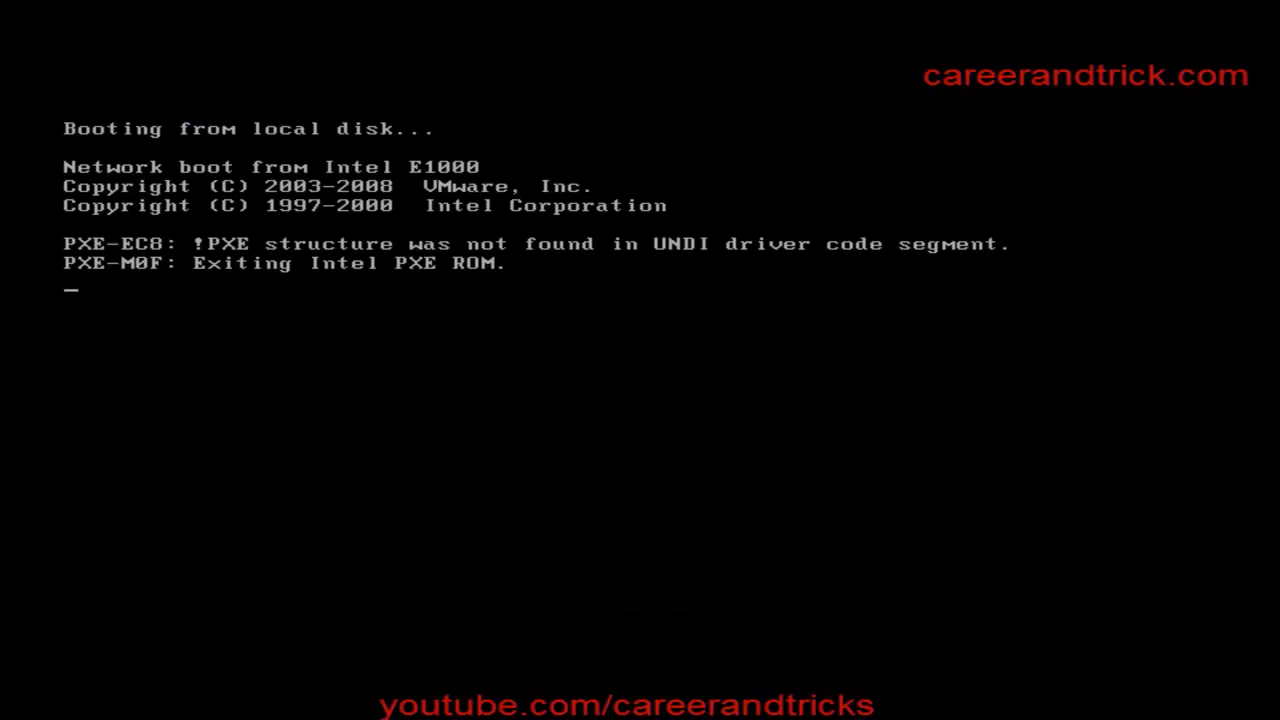 careerandtrick.com
Booting from local disk...
Network boot from Intel E1000
Copyright (C) 2003-2008  VMware, Inc.
Copyright (C) 1997-2000  Intel Corporation
PXE-EC8: !PXE structure was not found in UNDI driver code segment.
PXE-M0F: Exiting Intel PXE ROM.
youtube.com/careerandtricks